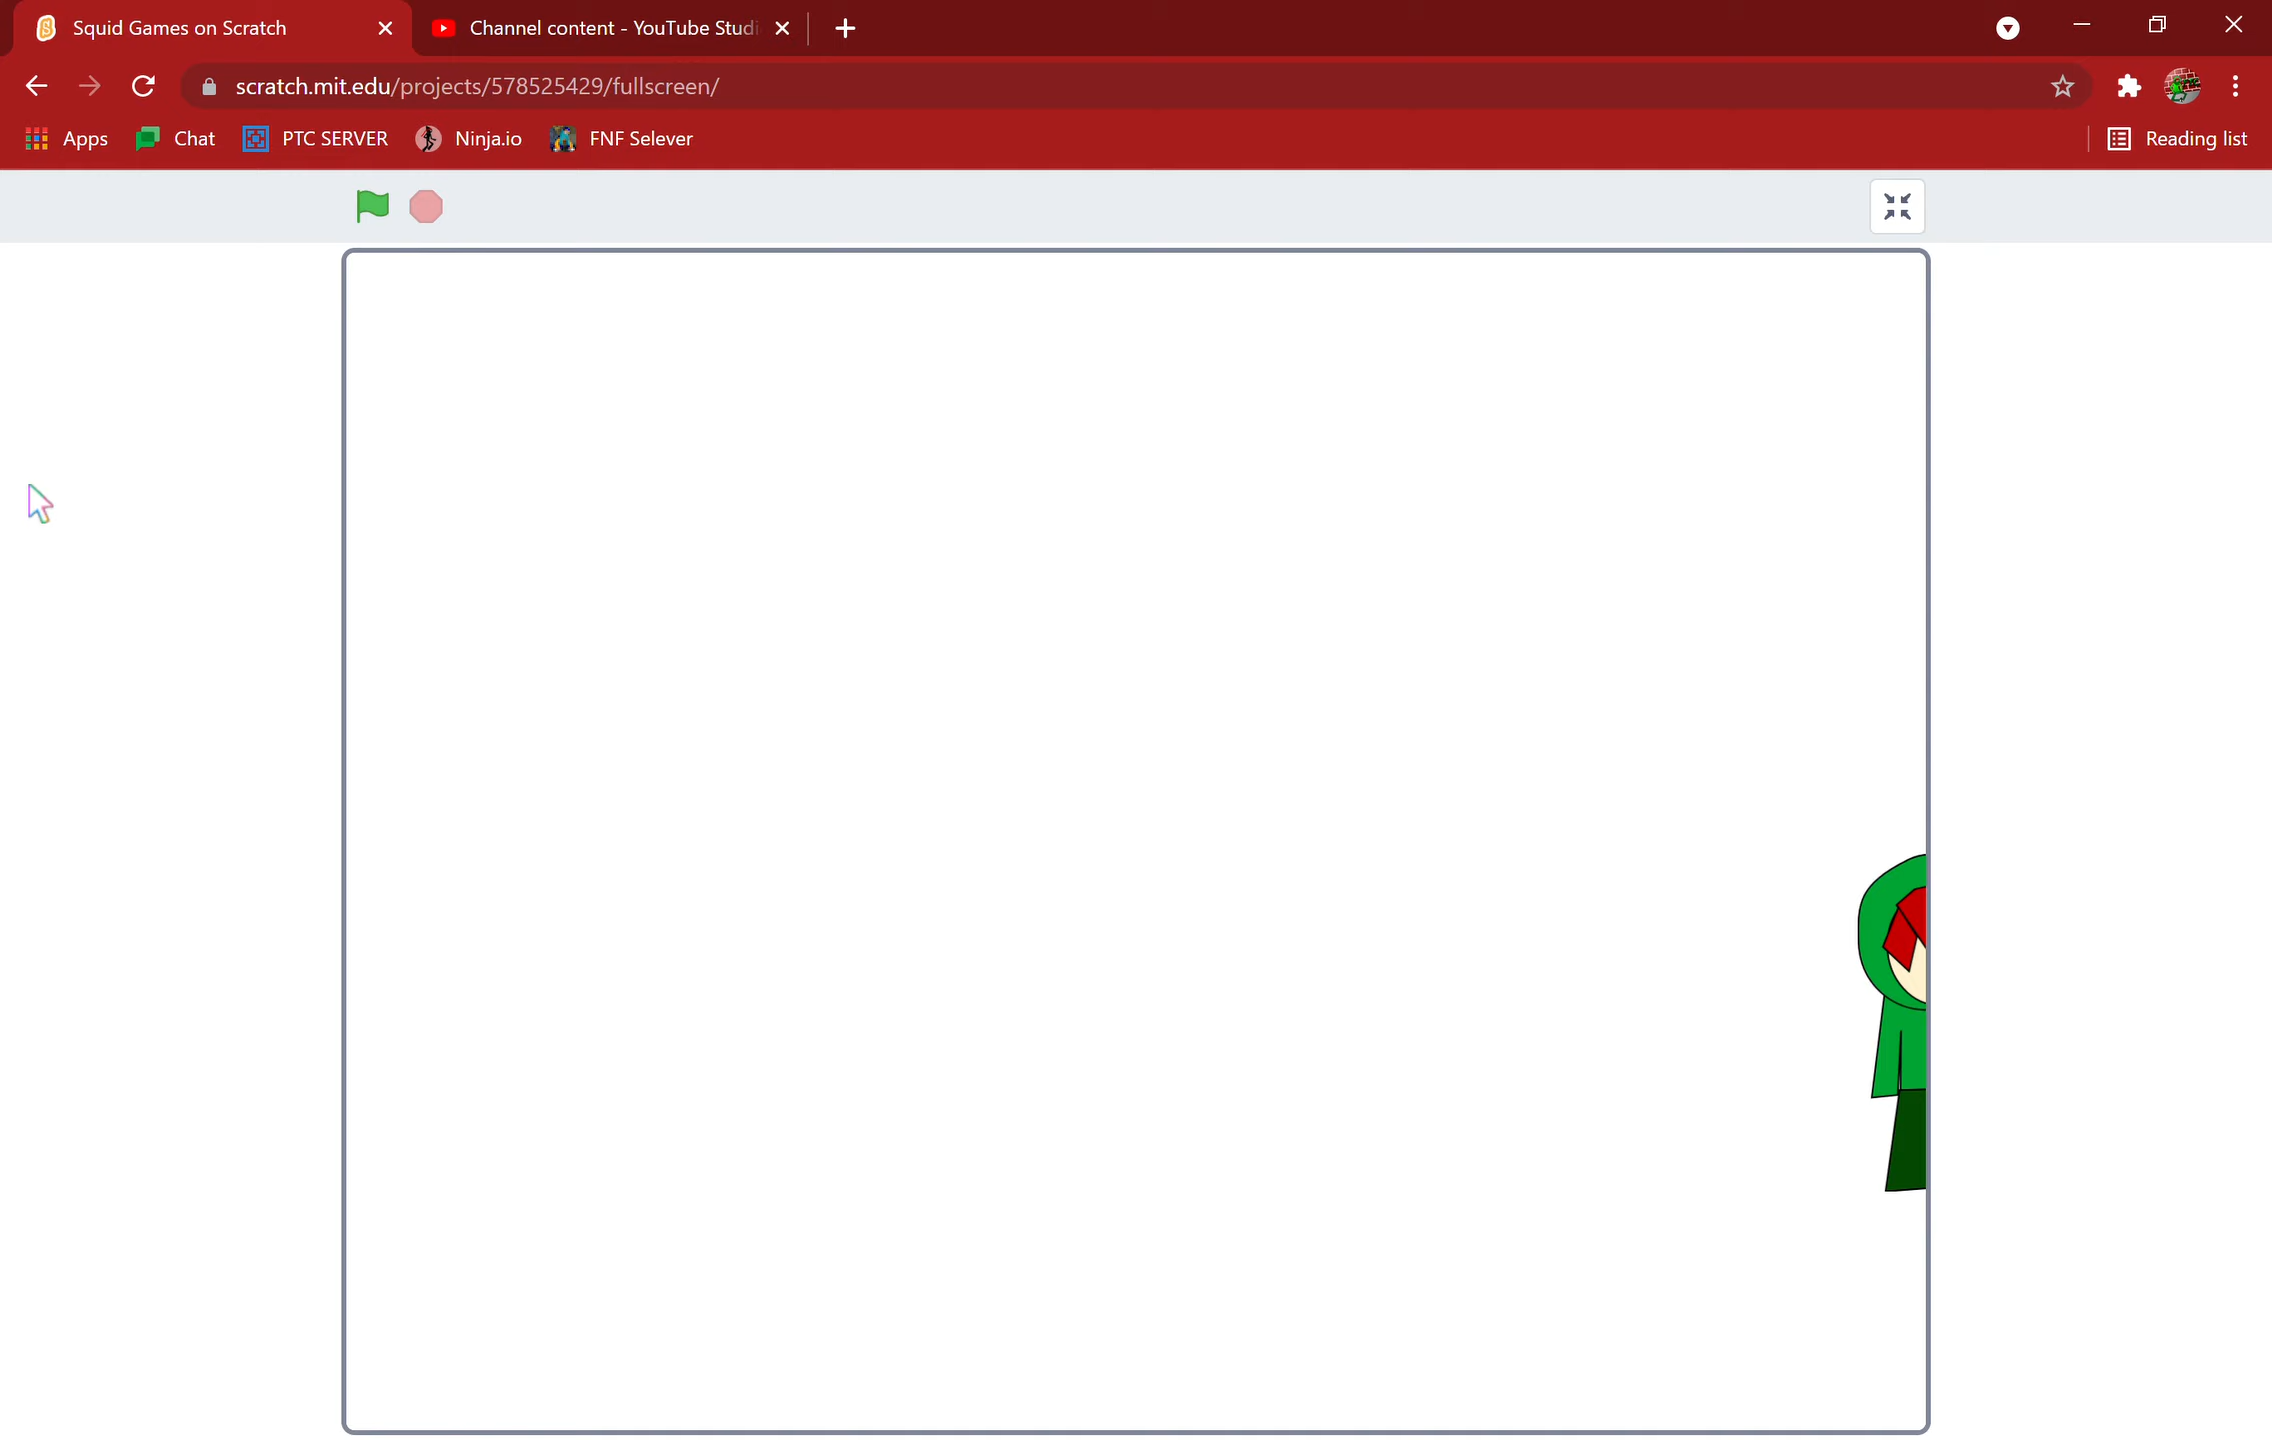 Squid Games on Scratch
Channel content - YouTube Studi
scratch.mit.edu/projects/578525429/fullscreen/
Apps Chat PTC SERVER Ninja.io FNF Selever Reading list